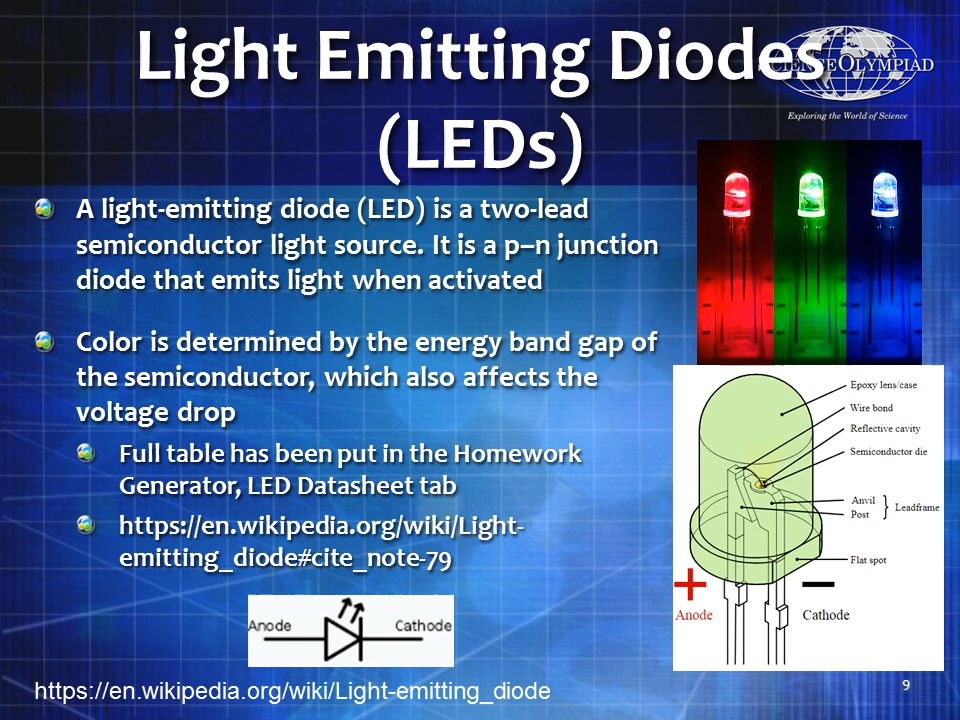 Light Emitting Diodes
(LEDs)
SCIENCE OLYMPIAD
Exploring the World of Science
A light-emitting diode (LED) is a two-lead
semiconductor light source. It is a p–n junction
diode that emits light when activated
Color is determined by the energy band gap of
the semiconductor, which also affects the
voltage drop
Full table has been put in the Homework
Generator, LED Datasheet tab
https://en.wikipedia.org/wiki/Light-
emitting_diode#cite_note-79
Anode
Cathode
Epoxy lens/case
Wire bond
Reflective cavity
Semiconductor die
Anvil
Post
Leadframe
Flat spot
+
–
Anode
Cathode
https://en.wikipedia.org/wiki/Light-emitting_diode
9